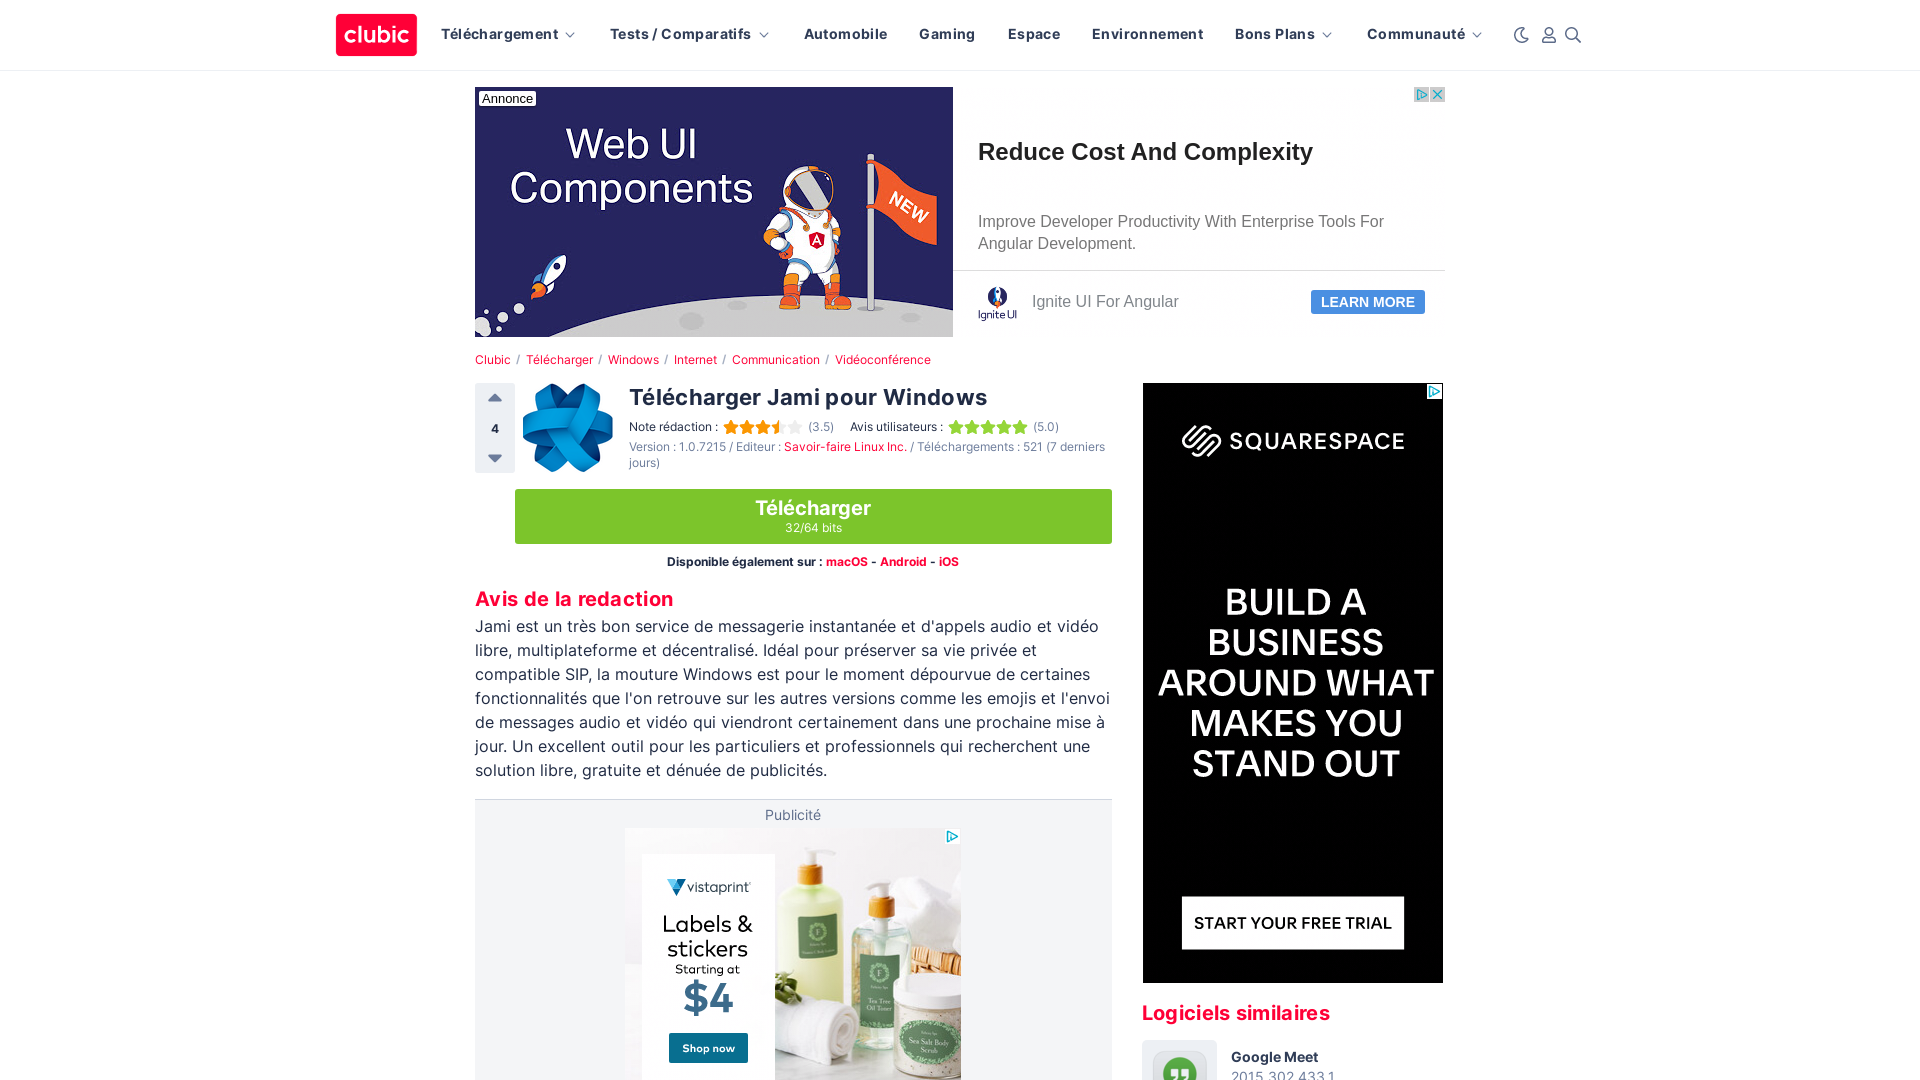 clubic
Téléchargement
Tests / Comparatifs
Automobile
Gaming
Espace
Environnement
Bons Plans
Communauté
Annonce
Web UI
Components
NEW
Reduce Cost And Complexity
Improve Developer Productivity With Enterprise Tools For
Angular Development.
Ignite UI
Ignite UI For Angular
LEARN MORE
Clubic / Télécharger / Windows / Internet / Communication / Vidéoconférence
4
Télécharger Jami pour Windows
Note rédaction : (3.5) Avis utilisateurs : (5.0)
Version : 1.0.7215 / Editeur : Savoir-faire Linux Inc. / Téléchargements : 521 (7 derniers
jours)
Télécharger
32/64 bits
Disponible également sur : macOS - Android - iOS
Avis de la redaction
Jami est un très bon service de messagerie instantanée et d'appels audio et vidéo
libre, multiplateforme et décentralisé. Idéal pour préserver sa vie privée et
compatible SIP, la mouture Windows est pour le moment dépourvue de certaines
fonctionnalités que l'on retrouve sur les autres versions comme les emojis et l'envoi
de messages audio et vidéo qui viendront certainement dans une prochaine mise à
jour. Un excellent outil pour les particuliers et professionnels qui recherchent une
solution libre, gratuite et dénuée de publicités.
Publicité
vistaprint
Labels &
stickers
Starting at
$4
Shop now
Tea Tree
Oil Toner
Sea Salt Body
Scrub
SQUARESPACE
BUILD A
BUSINESS
AROUND WHAT
MAKES YOU
STAND OUT
START YOUR FREE TRIAL
Logiciels similaires
Google Meet
2015.302.433.1